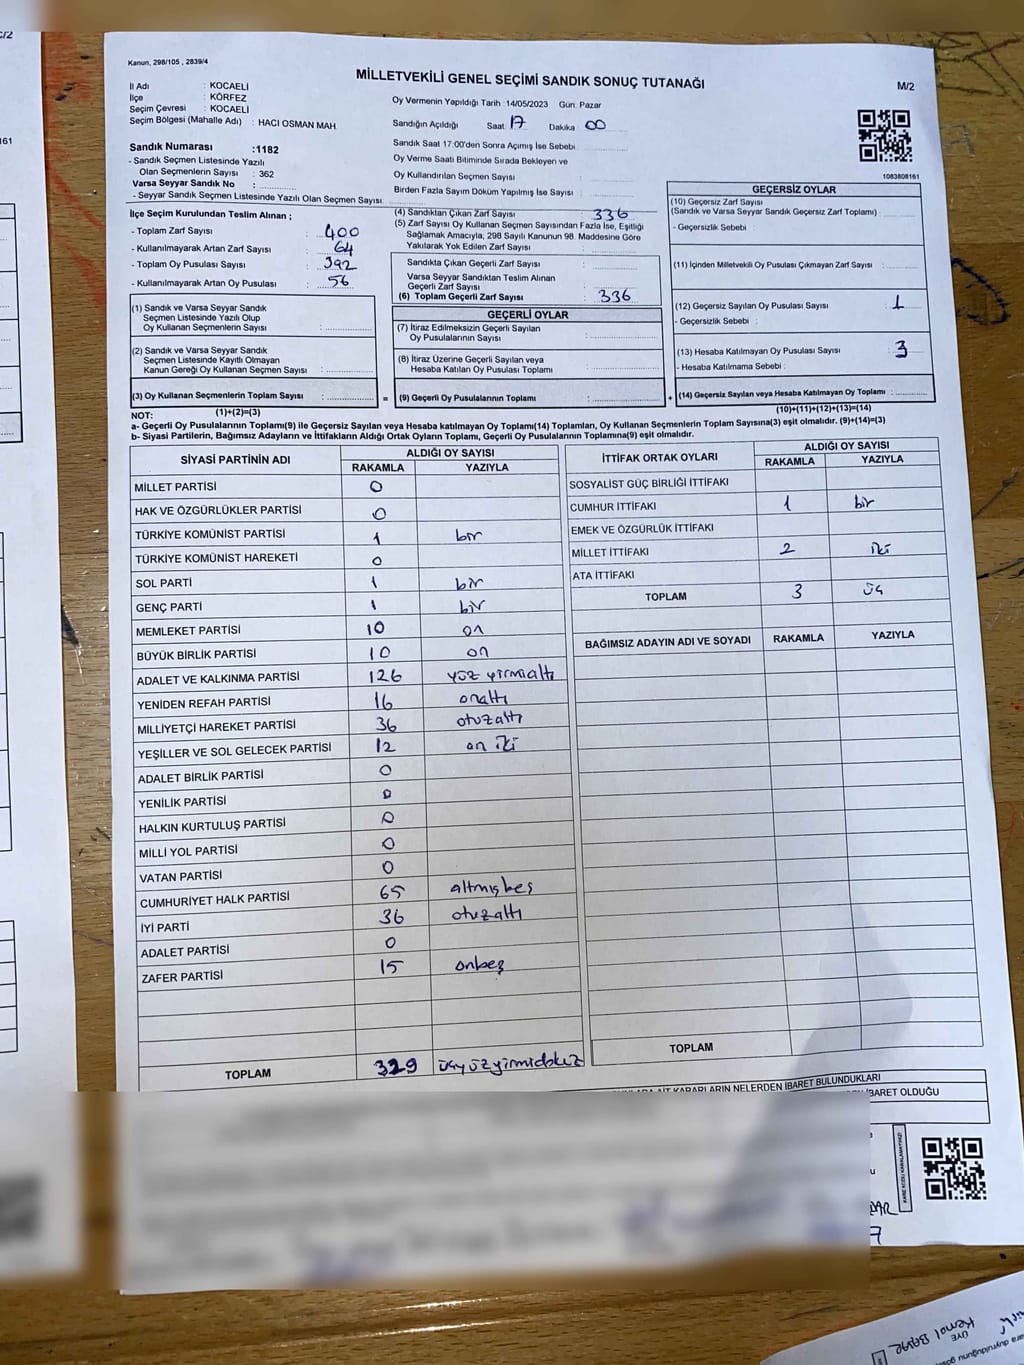 Kanun, 298/105 , 2839/4
MİLLETVEKİLİ GENEL SEÇİMİ SANDIK SONUÇ TUTANAĞI
M/2
İl Adı : KOCAELİ
İlçe : KÖRFEZ
Seçim Çevresi : KOCAELİ
Seçim Bölgesi (Mahalle Adı) : HACI OSMAN MAH.
Oy Vermenin Yapıldığı Tarih : 14/05/2023 Gün: Pazar
Sandığın Açıldığı Saat: 17 Dakika 00
Sandık Saat 17:00'den Sonra Açımış İse Sebebi :
Oy Verme Saati Bitiminde Sırada Bekleyen ve
Oy Kullandırılan Seçmen Sayısı :
Birden Fazla Sayım Döküm Yapılmış İse Sayısı :
Sandık Numarası :1182
- Sandık Seçmen Listesinde Yazılı
Olan Seçmenlerin Sayısı : 362
Varsa Seyyar Sandık No :
- Seyyar Sandık Seçmen Listesinde Yazılı Olan Seçmen Sayısı:
1083808161
İlçe Seçim Kurulundan Teslim Alınan ;
- Toplam Zarf Sayısı : 400
- Kullanılmayarak Artan Zarf Sayısı : 64
- Toplam Oy Pusulası Sayısı : 392
- Kullanılmayarak Artan Oy Pusulası : 56
(1) Sandık ve Varsa Seyyar Sandık
Seçmen Listesinde Yazılı Olup
Oy Kullanan Seçmenlerin Sayısı :
(2) Sandık ve Varsa Seyyar Sandık
Seçmen Listesinde Kayıtlı Olmayan
Kanun Gereği Oy Kullanan Seçmen Sayısı :
(3) Oy Kullanan Seçmenlerin Toplam Sayısı :
(1)+(2)=(3)
(4) Sandıktan Çıkan Zarf Sayısı : 336
(5) Zarf Sayısı Oy Kullanan Seçmen Sayısından Fazla İse, Eşitliği
Sağlamak Amacıyla, 298 Sayılı Kanunun 98. Maddesine Göre
Yakılarak Yok Edilen Zarf Sayısı :
Sandıkta Çıkan Geçerli Zarf Sayısı :
Varsa Seyyar Sandıktan Teslim Alınan
Geçerli Zarf Sayısı :
(6) Toplam Geçerli Zarf Sayısı : 336
GEÇERLİ OYLAR
(7) İtiraz Edilmeksizin Geçerli Sayılan
Oy Pusulalarının Sayısı :
(8) İtiraz Üzerine Geçerli Sayılan veya
Hesaba Katılan Oy Pusulası Toplamı :
= (9) Geçerli Oy Pusulalarının Toplamı :
GEÇERSİZ OYLAR
(10) Geçersiz Zarf Sayısı :
(Sandık ve Varsa Seyyar Sandık Geçersiz Zarf Toplamı)
- Geçersizlik Sebebi :
(11) İçinden Milletvekili Oy Pusulası Çıkmayan Zarf Sayısı :
(12) Geçersiz Sayılan Oy Pusulası Sayısı : 1
- Geçersizlik Sebebi :
(13) Hesaba Katılmayan Oy Pusulası Sayısı : 3
- Hesaba Katılmama Sebebi :
+ (14) Geçersiz Sayılan veya Hesaba Katılmayan Oy Toplamı :
(10)+(11)+(12)+(13)=(14)
NOT:
a- Geçerli Oy Pusulalarının Toplamı(9) ile Geçersiz Sayılan veya Hesaba katılmayan Oy Toplamı(14) Toplamları, Oy Kullanan Seçmenlerin Toplam Sayısına(3) eşit olmalıdır. (9)+(14)=(3)
b- Siyasi Partilerin, Bağımsız Adayların ve İttifakların Aldığı Ortak Oyların Toplamı, Geçerli Oy Pusulalarının Toplamına(9) eşit olmalıdır.
SİYASİ PARTİNİN ADI ALDIĞI OY SAYISI
RAKAMLA YAZIYLA
MİLLET PARTİSİ 0
HAK VE ÖZGÜRLÜKLER PARTİSİ 0
TÜRKİYE KOMÜNİST PARTİSİ 1 bir
TÜRKİYE KOMÜNİST HAREKETİ 0
SOL PARTİ 1 bir
GENÇ PARTİ 1 bir
MEMLEKET PARTİSİ 10 on
BÜYÜK BİRLİK PARTİSİ 10 on
ADALET VE KALKINMA PARTİSİ 126 yüz yirmialtı
YENİDEN REFAH PARTİSİ 16 onaltı
MİLLİYETÇİ HAREKET PARTİSİ 36 otuzaltı
YEŞİLLER VE SOL GELECEK PARTİSİ 12 on iki
ADALET BİRLİK PARTİSİ 0
YENİLİK PARTİSİ 0
HALKIN KURTULUŞ PARTİSİ 0
MİLLİ YOL PARTİSİ 0
VATAN PARTİSİ 0
CUMHURİYET HALK PARTİSİ 65 altmışbeş
İYİ PARTİ 36 otuzaltı
ADALET PARTİSİ 0
ZAFER PARTİSİ 15 onbeş
TOPLAM 329 üçyüzyirmidokuz
İTTİFAK ORTAK OYLARI ALDIĞI OY SAYISI
RAKAMLA YAZIYLA
SOSYALİST GÜÇ BİRLİĞİ İTTİFAKI
CUMHUR İTTİFAKI 1 bir
EMEK VE ÖZGÜRLÜK İTTİFAKI
MİLLET İTTİFAKI 2 iki
ATA İTTİFAKI
TOPLAM 3 üç
BAĞIMSIZ ADAYIN ADI VE SOYADI RAKAMLA YAZIYLA
TOPLAM
KARARLARIN NELERDEN İBARET BULUNDUKLARI
OLDUĞU
KARE KODU KARALAMAYINIZ!
7
ÜYE
Kemal